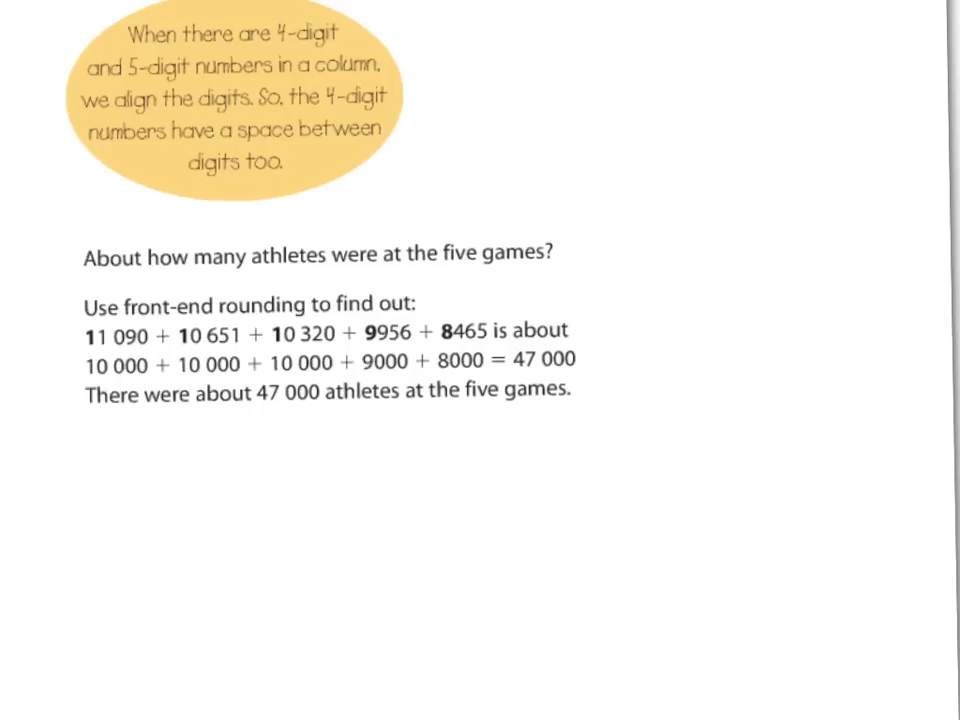 When there are 4-digit
and 5-digit numbers in a column,
we align the digits. So, the 4-digit
numbers have a space between
digits too.
About how many athletes were at the five games?
Use front-end rounding to find out:
11 090 + 10 651 + 10 320 + 9956 + 8465 is about
10 000 + 10 000 + 10 000 + 9000 + 8000 = 47 000
There were about 47 000 athletes at the five games.